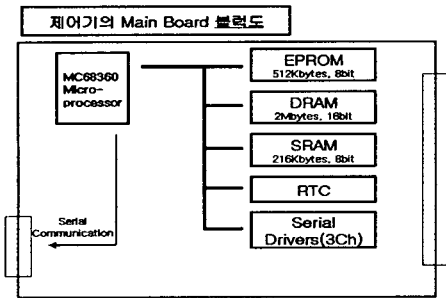 제어기의 Main Board 블럭도
MC68360
Micro-
processor
EPROM
512Kbytes, 8bit
DRAM
2Mbytes, 16bit
SRAM
216Kbytes, 8bit
RTC
Serial
Drivers(3Ch)
Serial
Communication